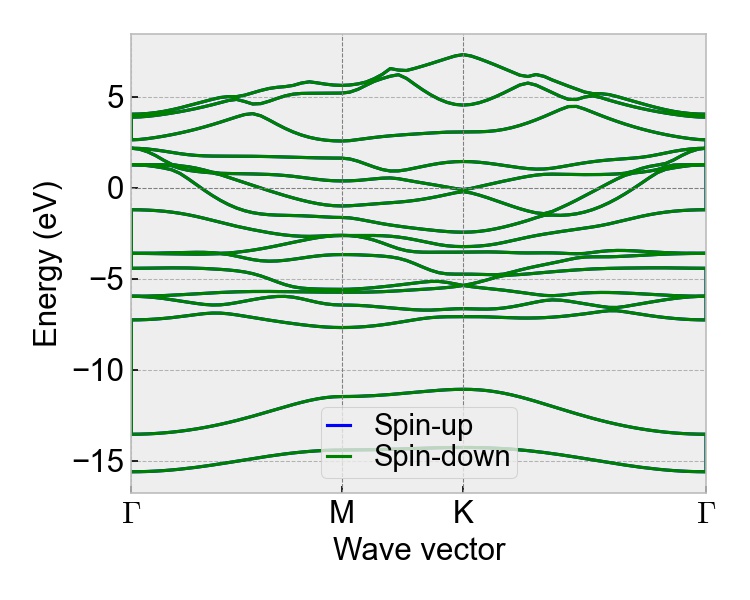 Energy (eV)
5
0
−5
−10
−15
Spin-up
Spin-down
Γ M K Γ
Wave vector